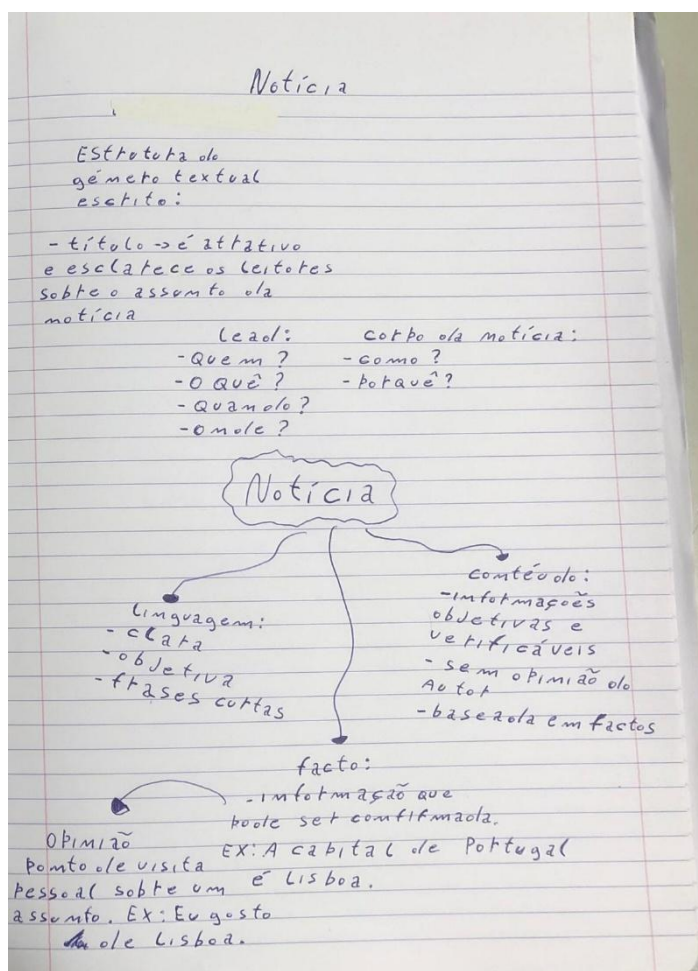 Notícia
Estrutura do
género textual
escrito:
- título -> é atrativo
e esclarece os leitores
sobre o assunto da
notícia
lead:
- Quem?
- O Quê?
- Quando?
- Onde?
corpo da notícia:
- como?
- porquê?
Notícia
linguagem:
- clara
- objetiva
- frases curtas
contéudo:
- informações
objetivas e
verificáveis
- sem opinião do
Autor
- baseada em factos
facto:
- informação que
pode ser confirmada.
EX: A capital de Portugal
é Lisboa.
Opinião
Ponto de visita
pessoal sobre um
assunto. EX: Eu gosto
de Lisboa.